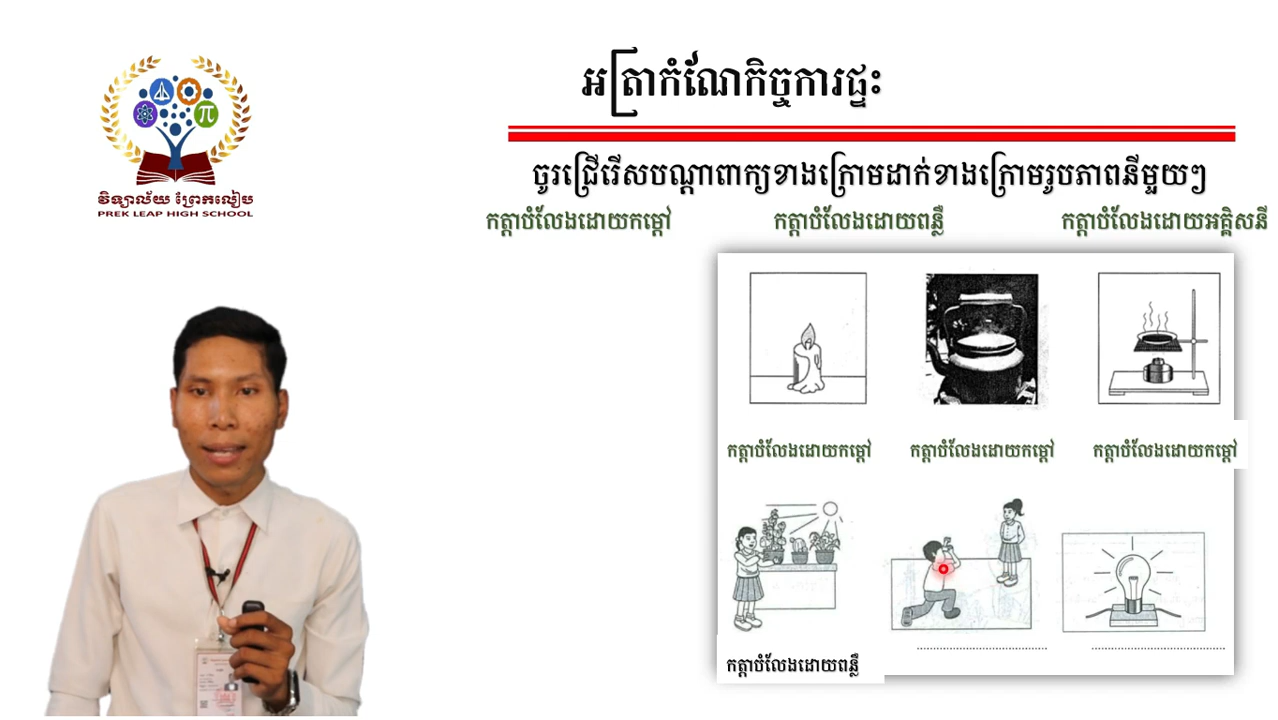 អត្រាកំណែកិច្ចការផ្ទះ
ចូរជ្រើរើសបណ្តាពាក្យខាងក្រោមដាក់ខាងក្រោមរូបភាពនីមួយៗ
វិទ្យាល័យ ព្រែកលៀប
PREK LEAP HIGH SCHOOL
កត្តាបំលែងដោយកម្តៅ កត្តាបំលែងដោយពន្លឺ កត្តាបំលែងដោយអគ្គិសនី
កត្តាបំលែងដោយកម្តៅ កត្តាបំលែងដោយកម្តៅ កត្តាបំលែងដោយកម្តៅ
កត្តាបំលែងដោយពន្លឺ